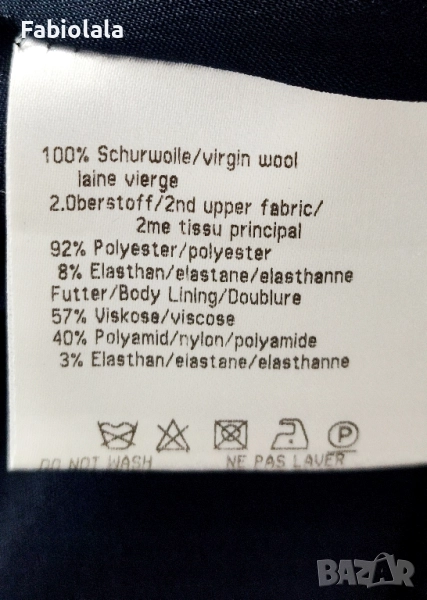 Fabiolala
100% Schurwolle/virgin wool
laine vierge
2.Oberstoff/2nd upper fabric/
2me tissu principal
92% Polyester/polyester
8% Elasthan/elastane/elasthanne
Futter/Body Lining/Doublure
57% Viskose/viscose
40% Polyamid/nylon/polyamide
3% Elasthan/elastane/elasthanne
P
DO NOT WASH NE PAS LAVER
BAZAR